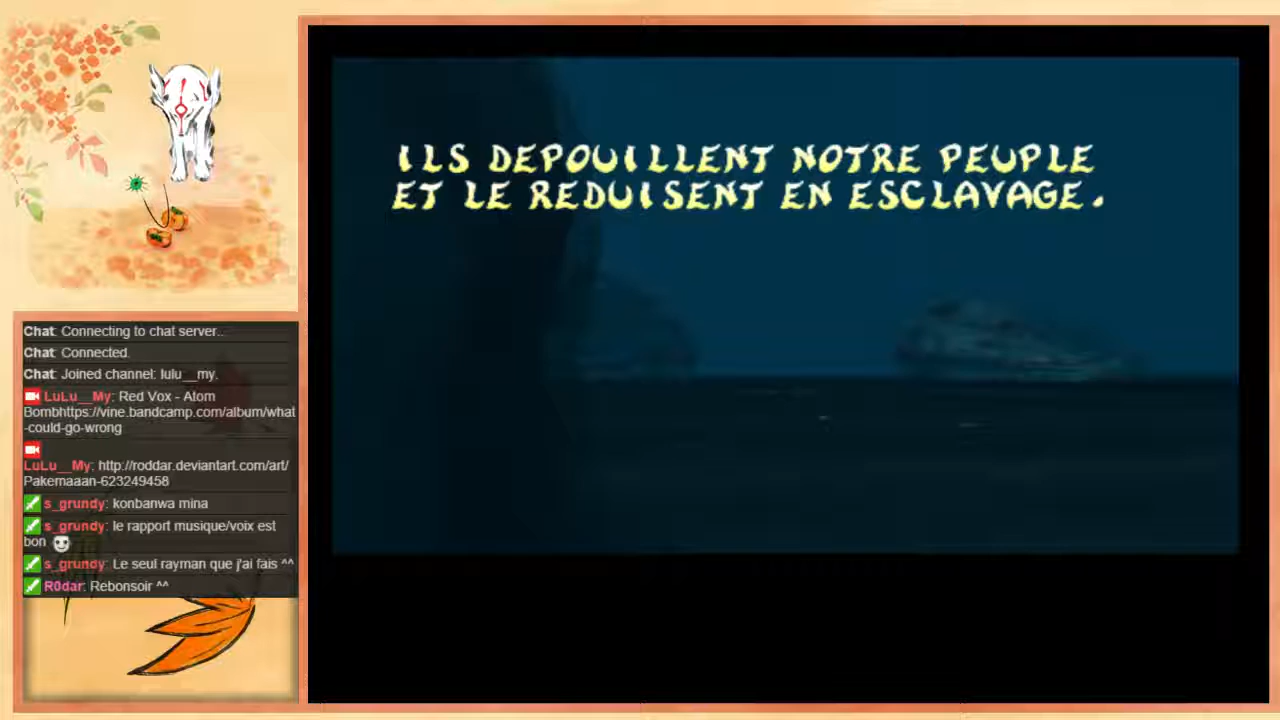 ILS DEPOUILLENT NOTRE PEUPLE
ET LE REDUISENT EN ESCLAVAGE.
Chat: Connecting to chat server..
Chat: Connected.
Chat: Joined channel: lulu__my.
LuLu__My: Red Vox - Atom
Bombhttps://vine.bandcamp.com/album/what
-could-go-wrong
LuLu__My: http://roddar.deviantart.com/art/
Pakemaaan-623249458
s_grundy: konbanwa mina
s_grundy: le rapport musique/voix est
bon
s_grundy: Le seul rayman que j'ai fais ^^
R0dar: Rebonsoir ^^